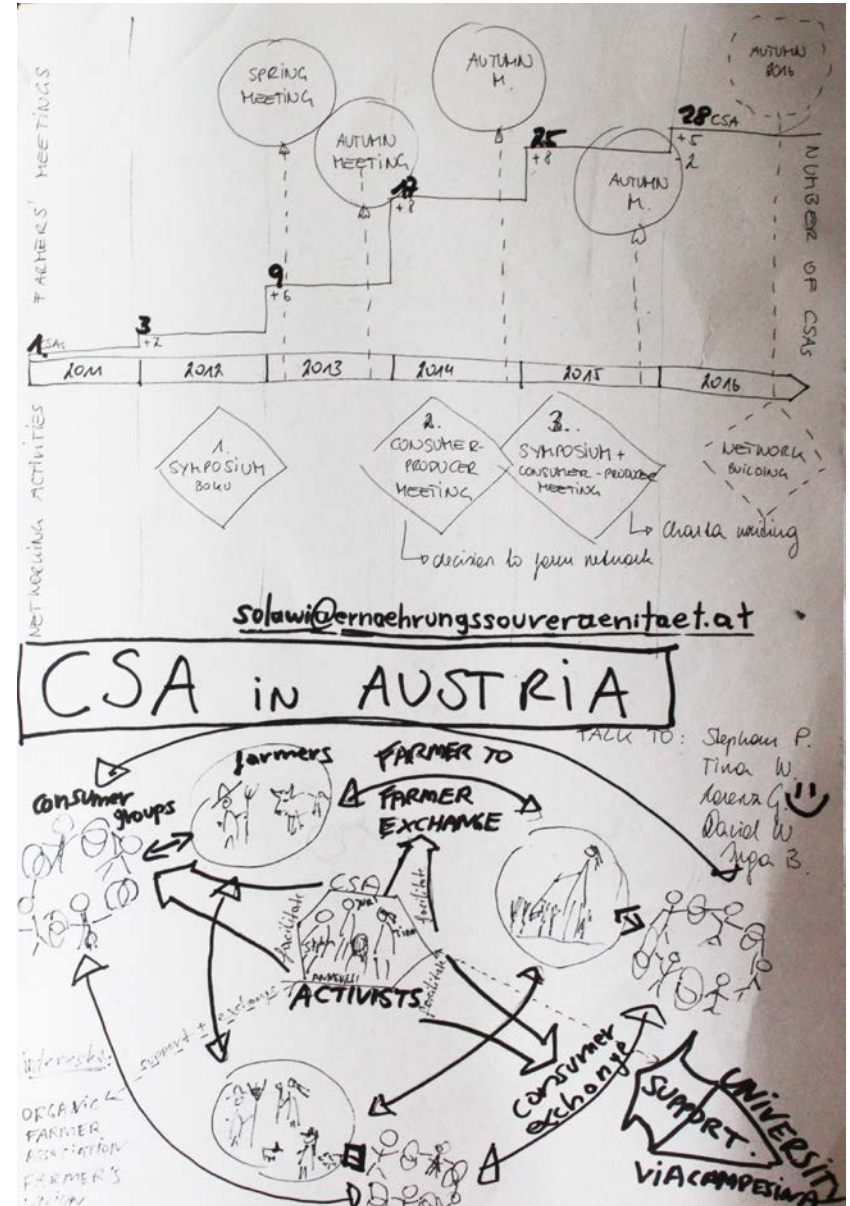 FARMERS' MEETINGS
SPRING
MEETING
AUTUMN
MEETING
AUTUMN
M.
AUTUMN
M.
AUTUMN
2016
NUMBER OF CSAs
1 CSAs
3
+2
9
+6
17
+8
25
+8
28 CSA
+5
-2
2011
2012
2013
2014
2015
2016
NETWORKING ACTIVITIES
1.
SYMPOSIUM
BOKU
2.
CONSUMER-
PRODUCER
MEETING
decision to form network
3.
SYMPOSIUM +
CONSUMER-PRODUCER
MEETING
Charta writing
NETWORK
BUILDING
solawi@ernaehrungssouveraenitaet.at
CSA iN AUSTRiA
TALK TO: Stephan P.
Tina W.
Lorenz G.
David W
Inga B.
consumer
groups
farmers
FARMER TO
FARMER
EXCHANGE
CSA
facilitate
facilitate
facilitate
ACTIVISTS
support + exchange
consumer
exchange
ORGANIC
FARMER
ASSOCIATION
FARMER'S
SUPPORT
UNIVERSITY
ViACAMPESINA